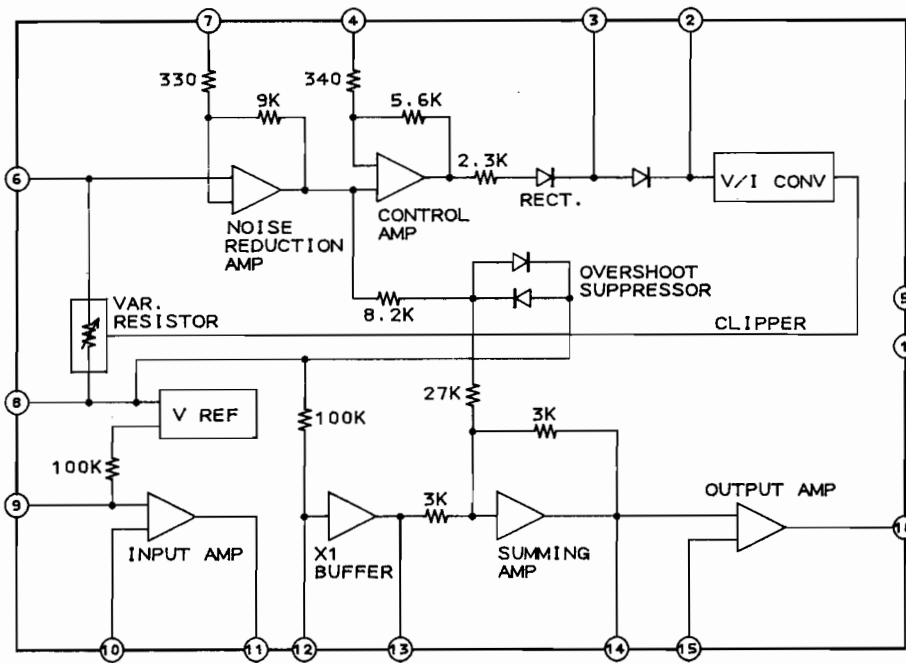 7
4
3
2
330
340
9K
5.6K
2.3K
6
V/I CONV
RECT.
NOISE
REDUCTION
AMP
CONTROL
AMP
OVERSHOOT
SUPPRESSOR
VAR.
RESISTOR
8.2K
5
CLIPPER
1
8
V REF
100K
27K
3K
100K
9
3K
OUTPUT AMP
INPUT AMP
X1
BUFFER
SUMMING
AMP
10
11
12
13
14
15